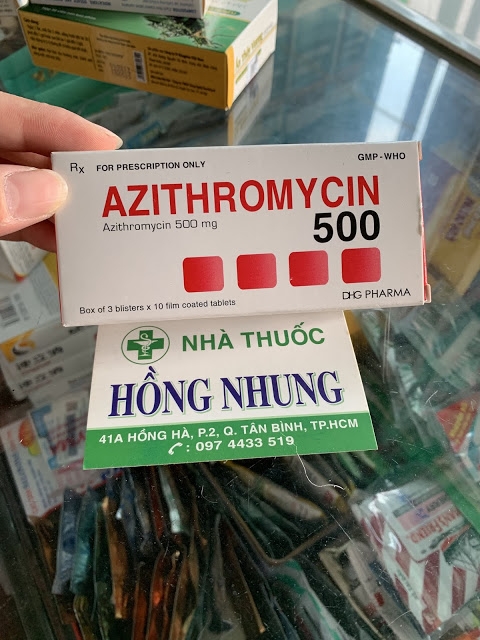 Rx FOR PRESCRIPTION ONLY
GMP - WHO
AZITHROMYCIN
Azithromycin 500 mg
500
Box of 3 blisters x 10 film coated tablets
DHG PHARMA
NHÀ THUỐC
HỒNG NHUNG
41A HỒNG HÀ, P.2, Q. TÂN BÌNH, TP.HCM
: 097 4433 519